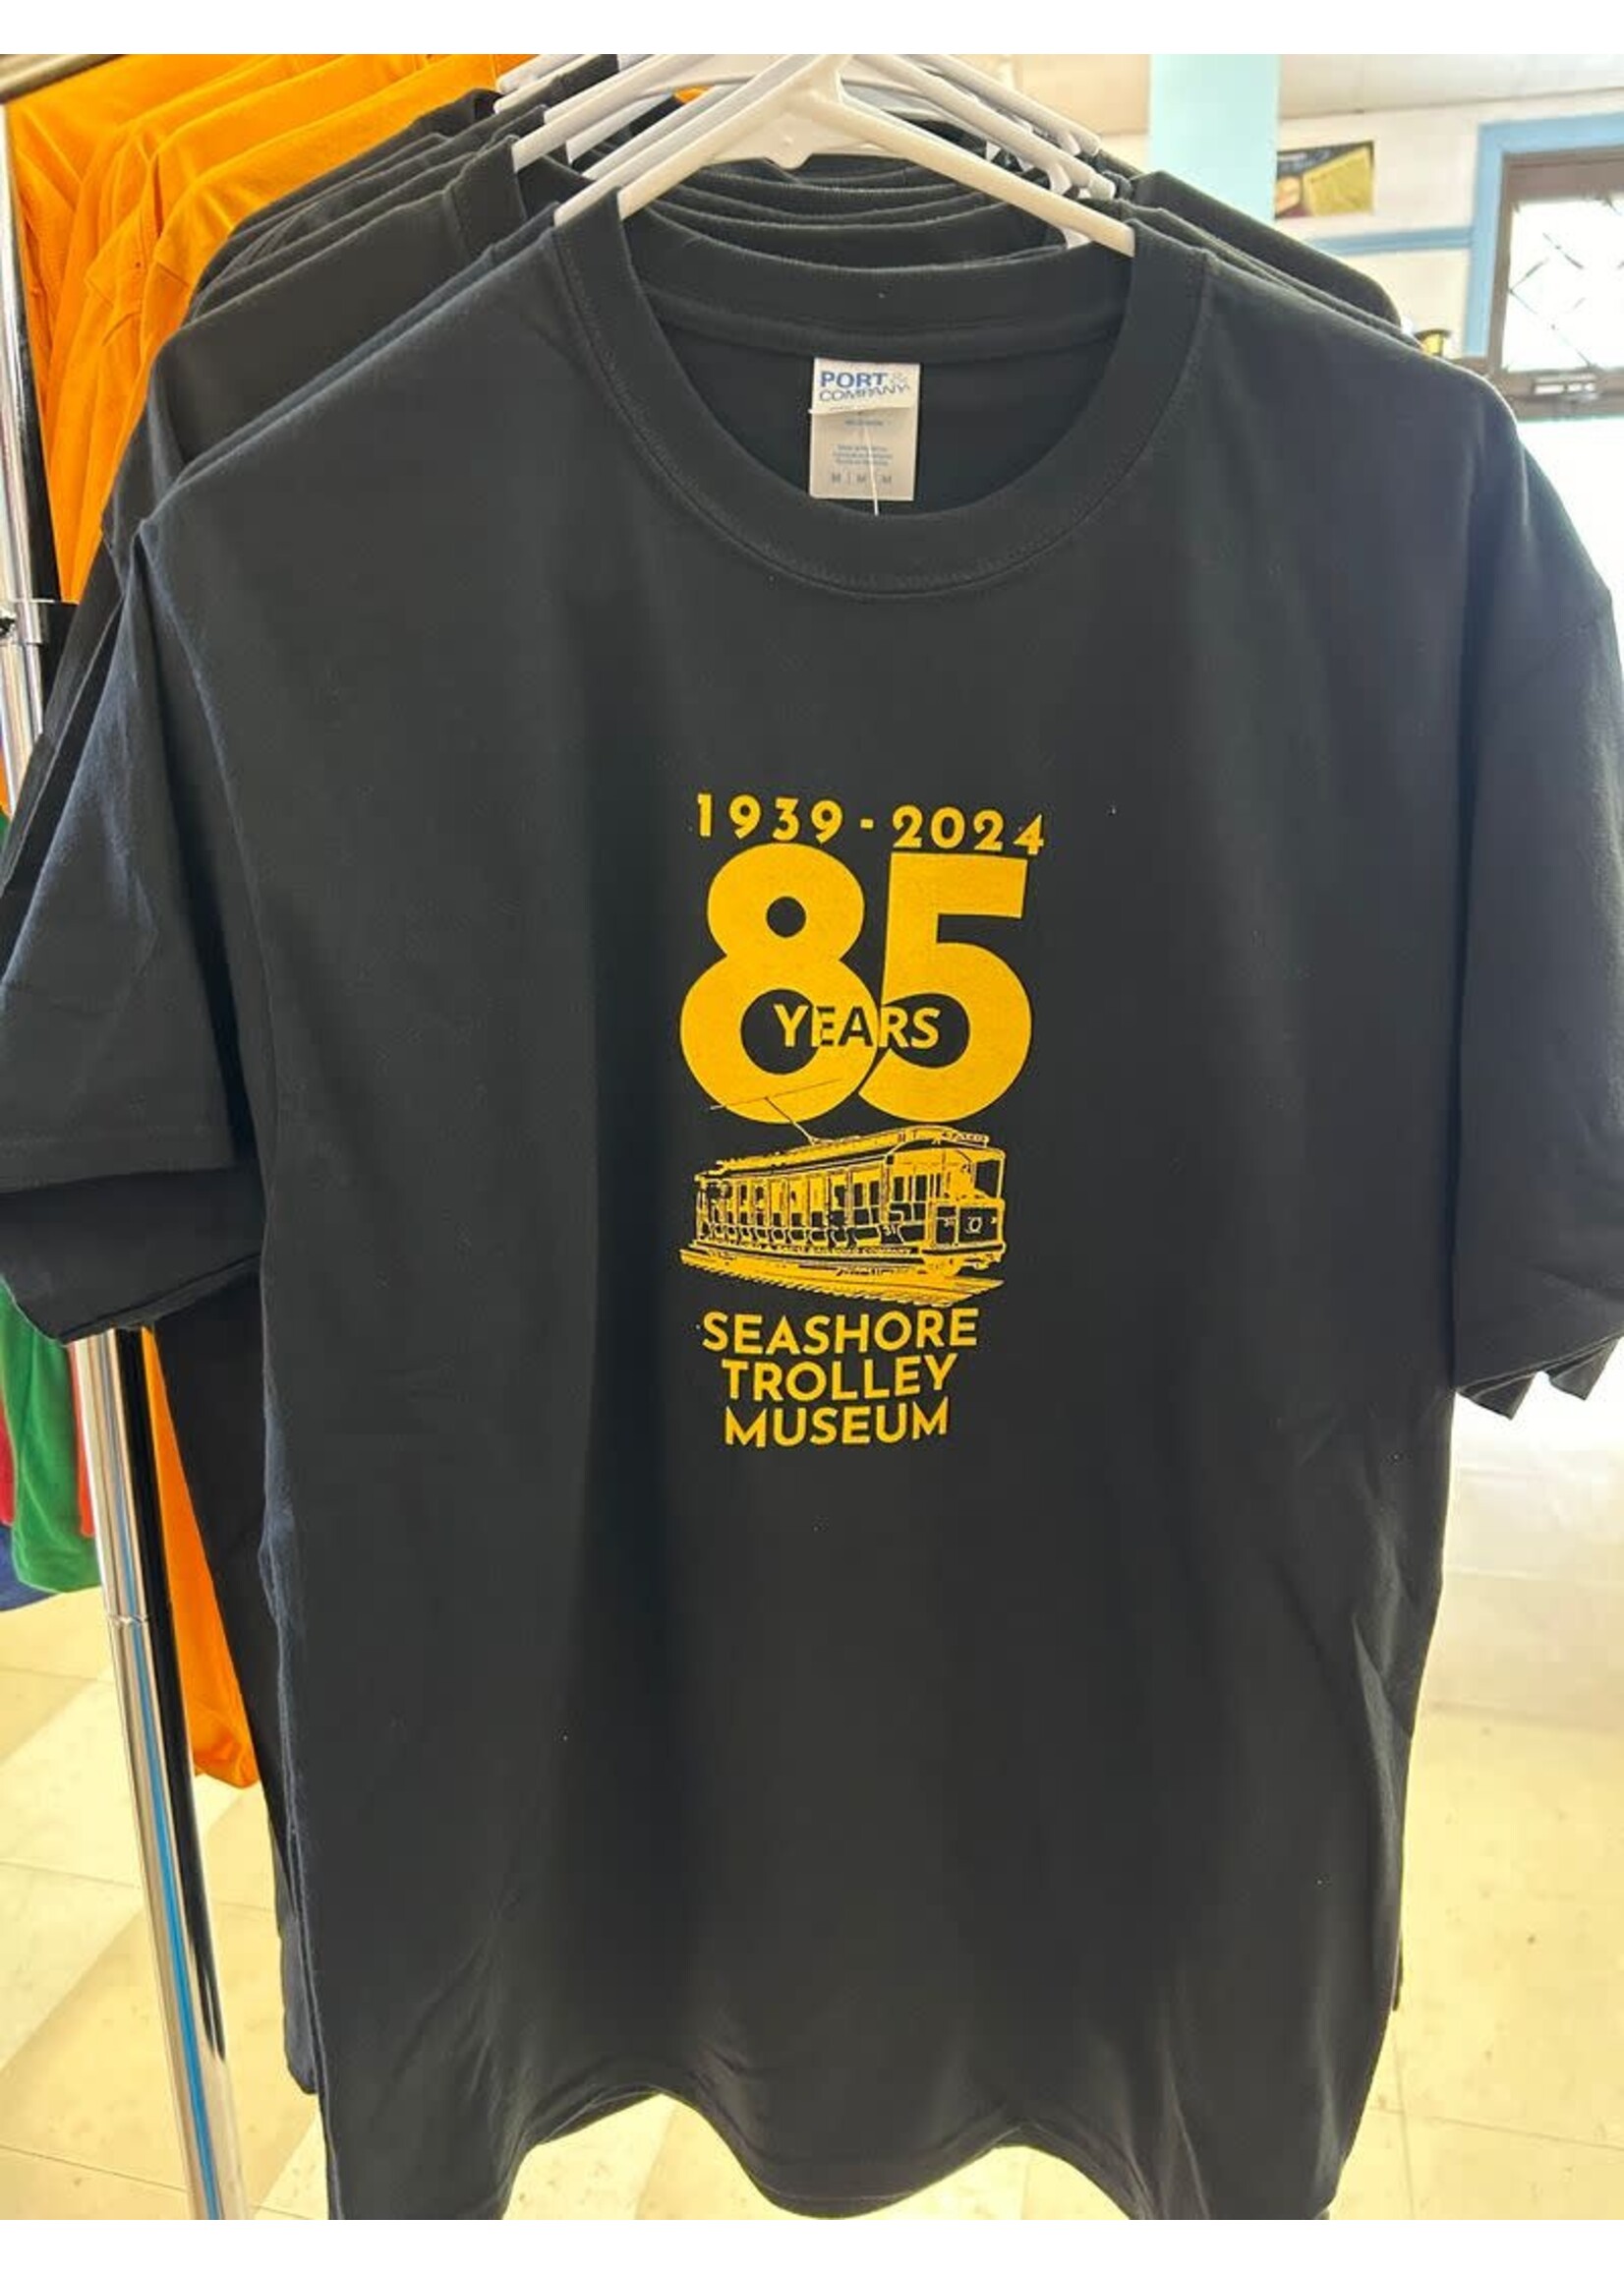 PORT &
COMPANY
M | M | M
1939 - 2024
85
YEARS
SEASHORE
TROLLEY
MUSEUM